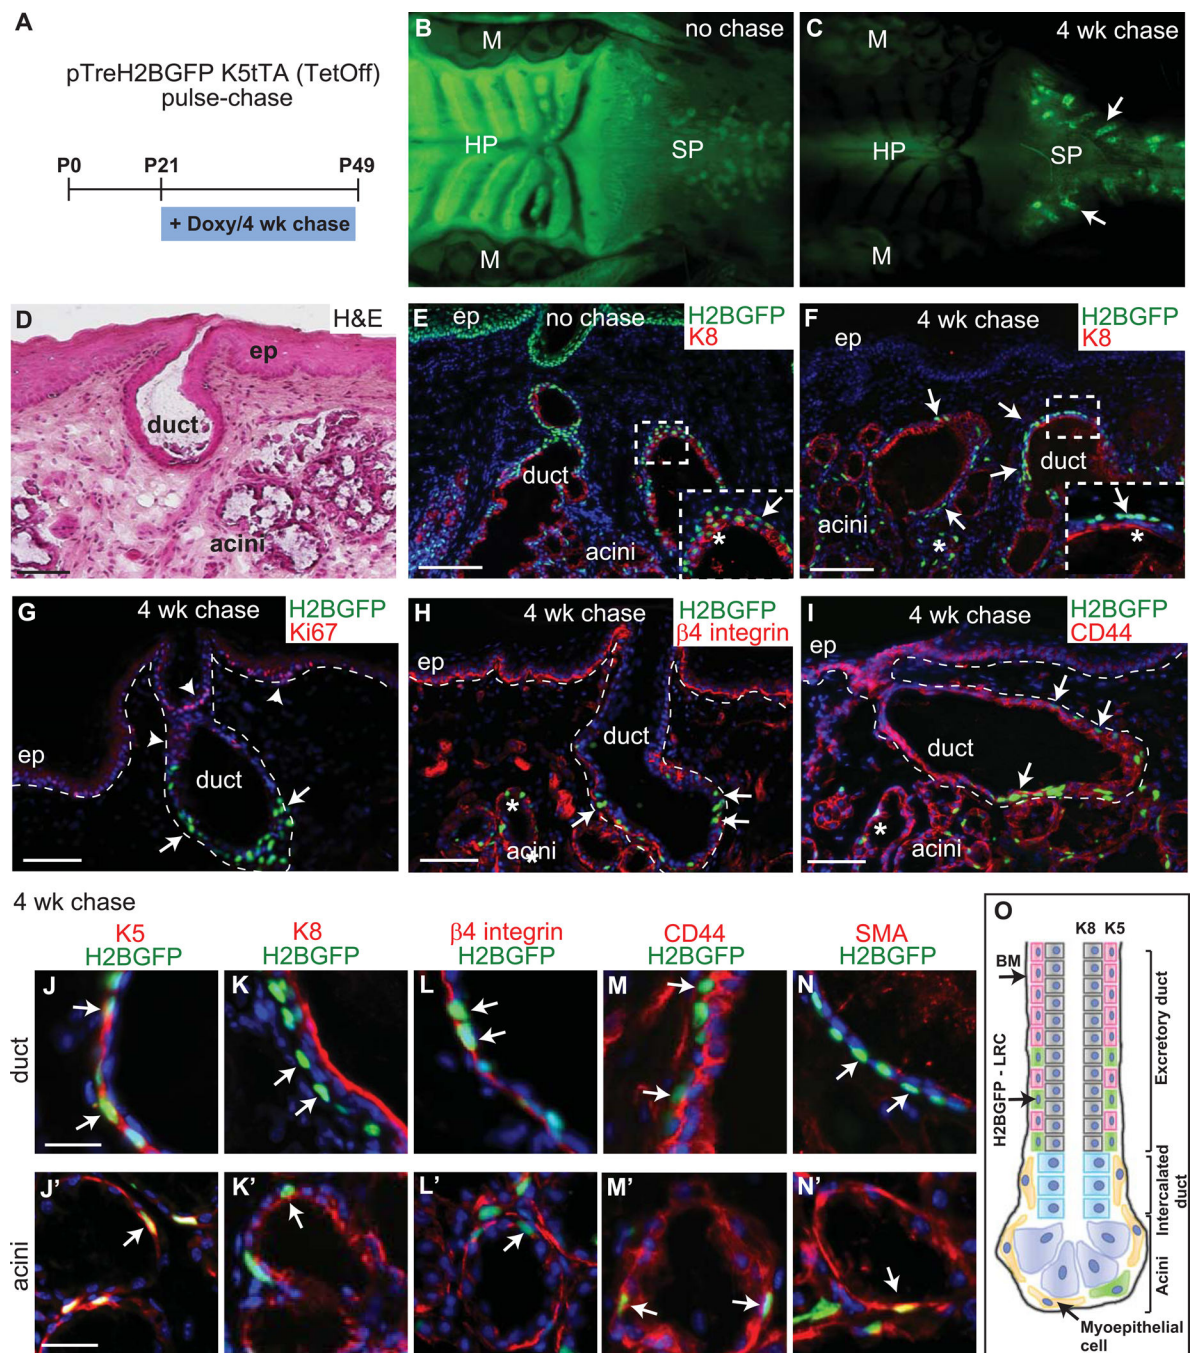 A
pTreH2BGFP K5tTA (TetOff)
pulse-chase
P0 P21 P49
+ Doxy/4 wk chase
B no chase
M
HP SP
M
C 4 wk chase
M
HP SP
M
D H&E
ep
duct
acini
E ep no chase H2BGFP
K8
duct
acini
*
F 4 wk chase H2BGFP
K8
ep
duct
acini
*
*
G 4 wk chase H2BGFP
Ki67
ep
duct
H 4 wk chase H2BGFP
β4 integrin
ep
duct
*
acini
*
I 4 wk chase H2BGFP
CD44
ep
duct
*
acini
4 wk chase
K5 K8 β4 integrin CD44 SMA
H2BGFP H2BGFP H2BGFP H2BGFP H2BGFP
duct
J K L M N
acini
J' K' L' M' N'
O
K8 K5
BM
H2BGFP - LRC
Excretory duct
Intercalated duct
Acini
Myoepithelial
cell